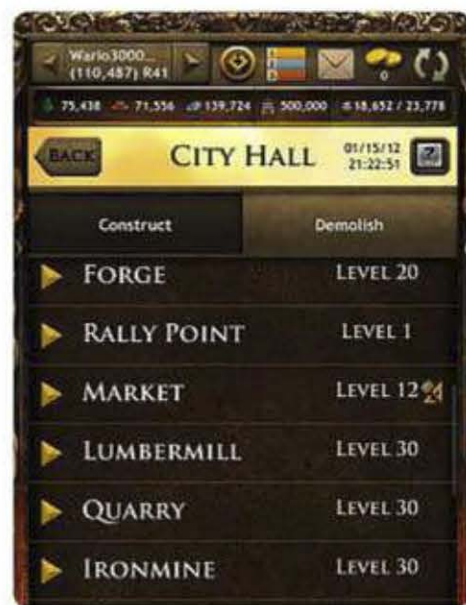 Wario3000...
(110,487) R41
0
75,438 71,556 139,724 500,000 18,652 / 23,778
BACK CITY HALL 01/15/12
21:22:51 ?
Construct Demolish
FORGE LEVEL 20
RALLY POINT LEVEL 1
MARKET LEVEL 12
LUMBERMILL LEVEL 30
QUARRY LEVEL 30
IRONMINE LEVEL 30